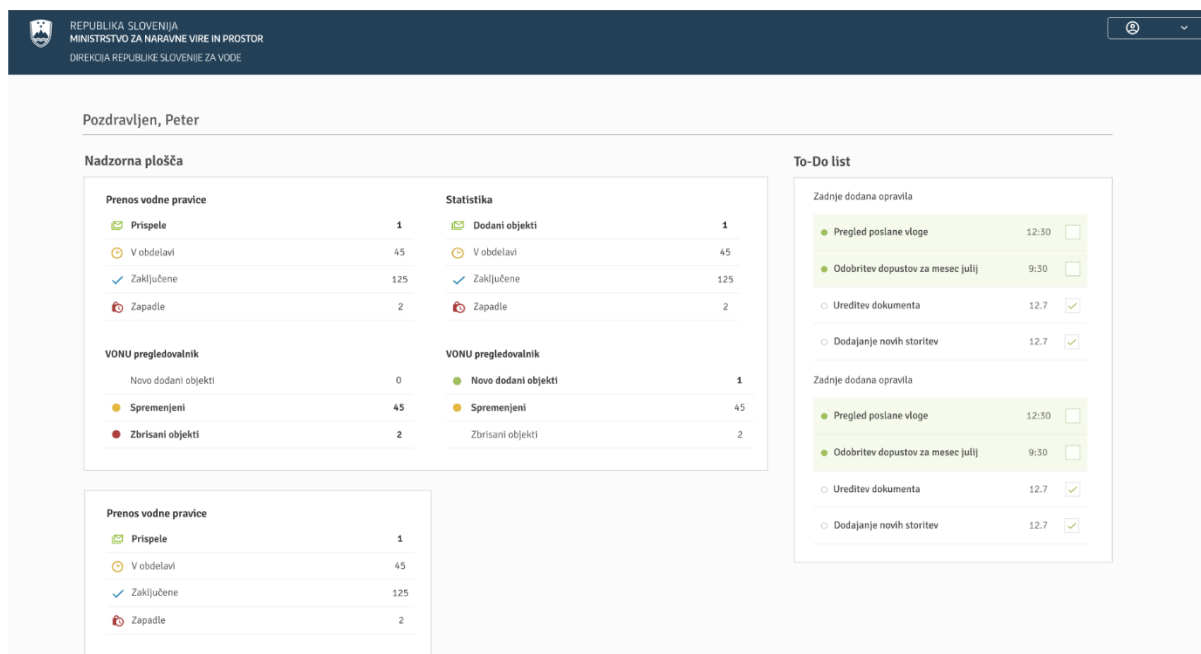 REPUBLIKA SLOVENIJA
MINISTRSTVO ZA NARAVNE VIRE IN PROSTOR
DIREKCIJA REPUBLIKE SLOVENIJE ZA VODE
Pozdravljen, Peter
Nadzorna plošča
Prenos vodne pravice
Prispele 1
V obdelavi 45
Zaključene 125
Zapadle 2
Statistika
Dodani objekti 1
V obdelavi 45
Zaključene 125
Zapadle 2
VONU pregledovalnik
Novo dodani objekti 0
Spremenjeni 45
Zbrisani objekti 2
VONU pregledovalnik
Novo dodani objekti 1
Spremenjeni 45
Zbrisani objekti 2
Prenos vodne pravice
Prispele 1
V obdelavi 45
Zaključene 125
Zapadle 2
To-Do list
Zadnje dodana opravila
Pregled poslane vloge 12:30
Odobritev dopustov za mesec julij 9:30
Ureditev dokumenta 12.7
Dodajanje novih storitev 12.7
Zadnje dodana opravila
Pregled poslane vloge 12:30
Odobritev dopustov za mesec julij 9:30
Ureditev dokumenta 12.7
Dodajanje novih storitev 12.7